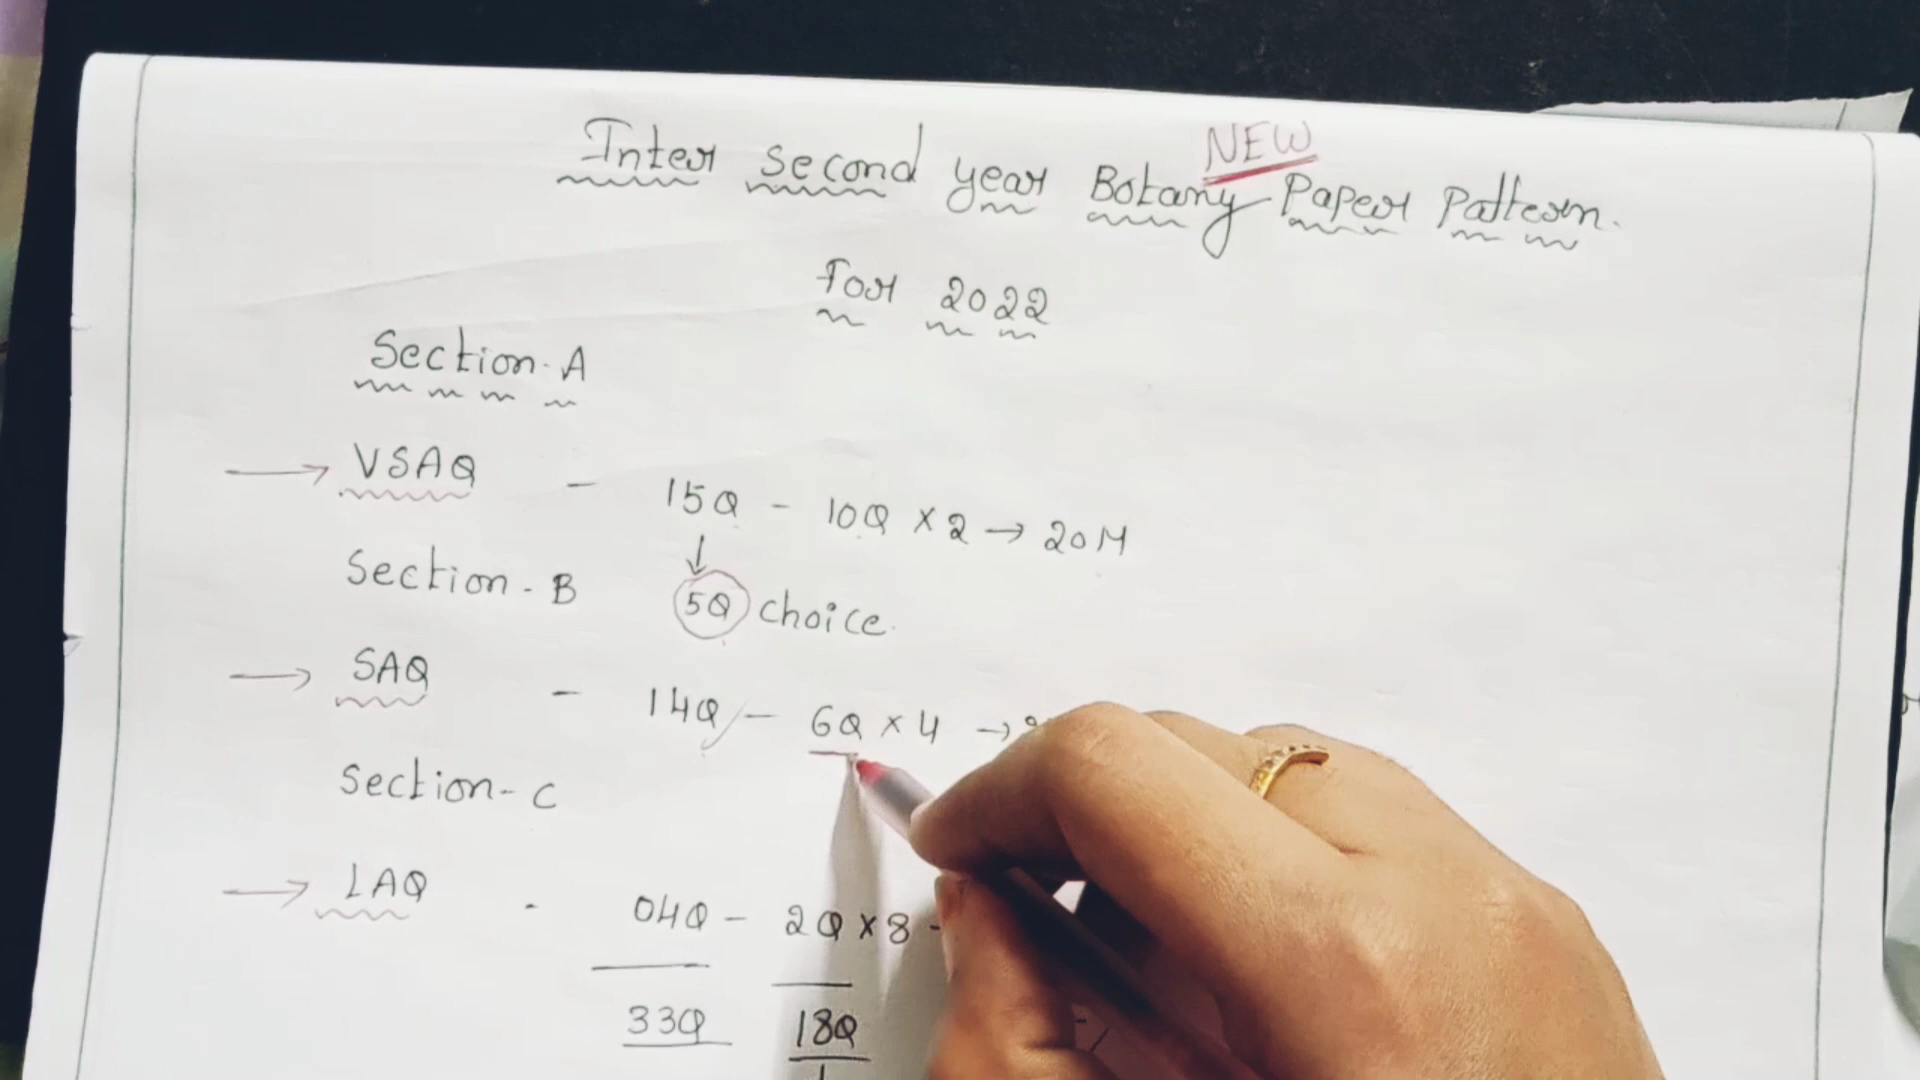 NEW
Inter second year Botany Paper Pattern.
For 2022
Section-A
VSAQ - 15Q - 10Q × 2 → 20M
↓
5Q choice.
Section-B
SAQ - 14Q - 6Q × 4 →
Section-C
LAQ - 04Q - 2Q × 8 -
33Q 18Q